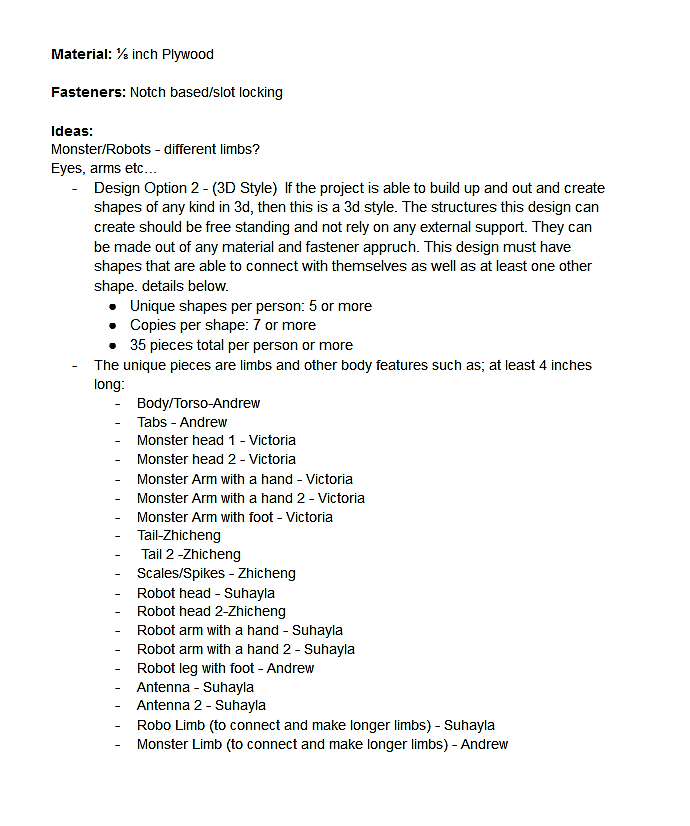 Material: ⅛ inch Plywood
Fasteners: Notch based/slot locking
Ideas:
Monster/Robots - different limbs?
Eyes, arms etc…
- Design Option 2 - (3D Style)  If the project is able to build up and out and create
shapes of any kind in 3d, then this is a 3d style. The structures this design can
create should be free standing and not rely on any external support. They can
be made out of any material and fastener appruch. This design must have
shapes that are able to connect with themselves as well as at least one other
shape. details below.
● Unique shapes per person: 5 or more
● Copies per shape: 7 or more
● 35 pieces total per person or more
- The unique pieces are limbs and other body features such as; at least 4 inches
long:
- Body/Torso-Andrew
- Tabs - Andrew
- Monster head 1 - Victoria
- Monster head 2 - Victoria
- Monster Arm with a hand - Victoria
- Monster Arm with a hand 2 - Victoria
- Monster Arm with foot - Victoria
- Tail-Zhicheng
- Tail 2 -Zhicheng
- Scales/Spikes - Zhicheng
- Robot head - Suhayla
- Robot head 2-Zhicheng
- Robot arm with a hand - Suhayla
- Robot arm with a hand 2 - Suhayla
- Robot leg with foot - Andrew
- Antenna - Suhayla
- Antenna 2 - Suhayla
- Robo Limb (to connect and make longer limbs) - Suhayla
- Monster Limb (to connect and make longer limbs) - Andrew